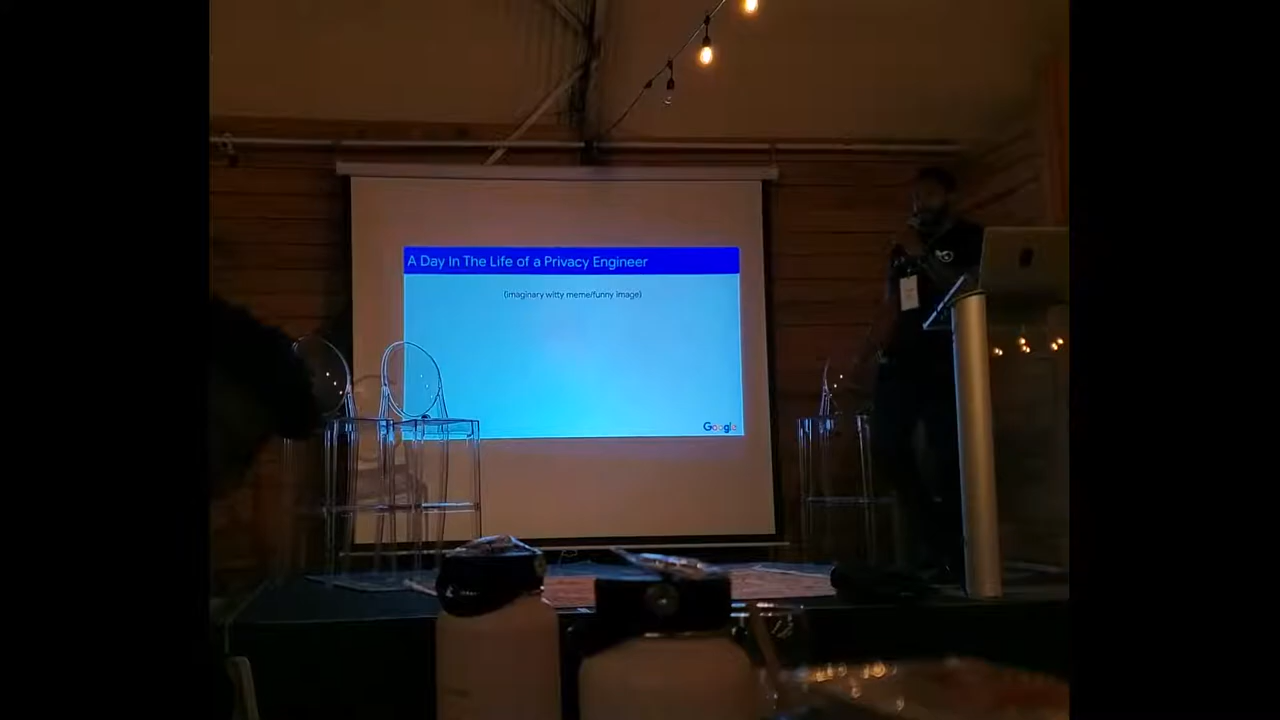 A Day In The Life of a Privacy Engineer
(imaginary witty meme/funny image)
Google